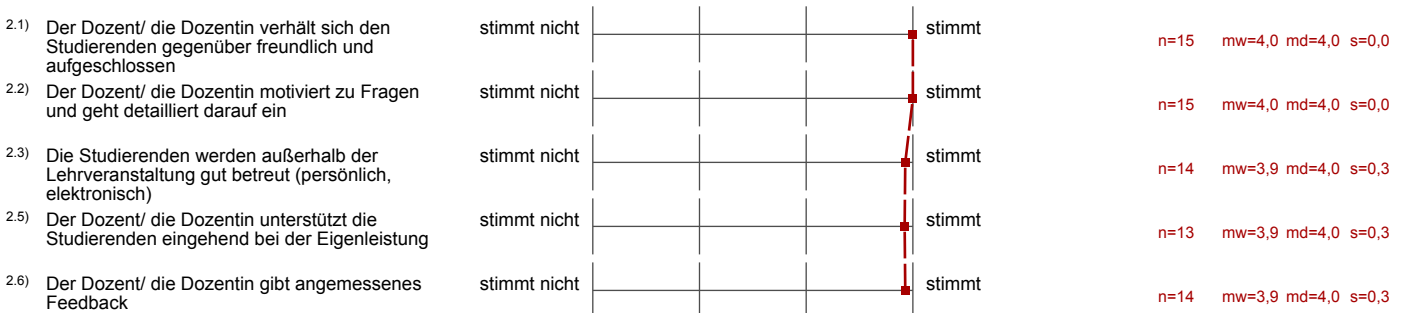 2.1) Der Dozent/ die Dozentin verhält sich den stimmt nicht stimmt
Studierenden gegenüber freundlich und n=15 mw=4,0 md=4,0 s=0,0
aufgeschlossen
2.2) Der Dozent/ die Dozentin motiviert zu Fragen stimmt nicht stimmt
und geht detailliert darauf ein n=15 mw=4,0 md=4,0 s=0,0
2.3) Die Studierenden werden außerhalb der stimmt nicht stimmt
Lehrveranstaltung gut betreut (persönlich, n=14 mw=3,9 md=4,0 s=0,3
elektronisch)
2.5) Der Dozent/ die Dozentin unterstützt die stimmt nicht stimmt
Studierenden eingehend bei der Eigenleistung n=13 mw=3,9 md=4,0 s=0,3
2.6) Der Dozent/ die Dozentin gibt angemessenes stimmt nicht stimmt
Feedback n=14 mw=3,9 md=4,0 s=0,3